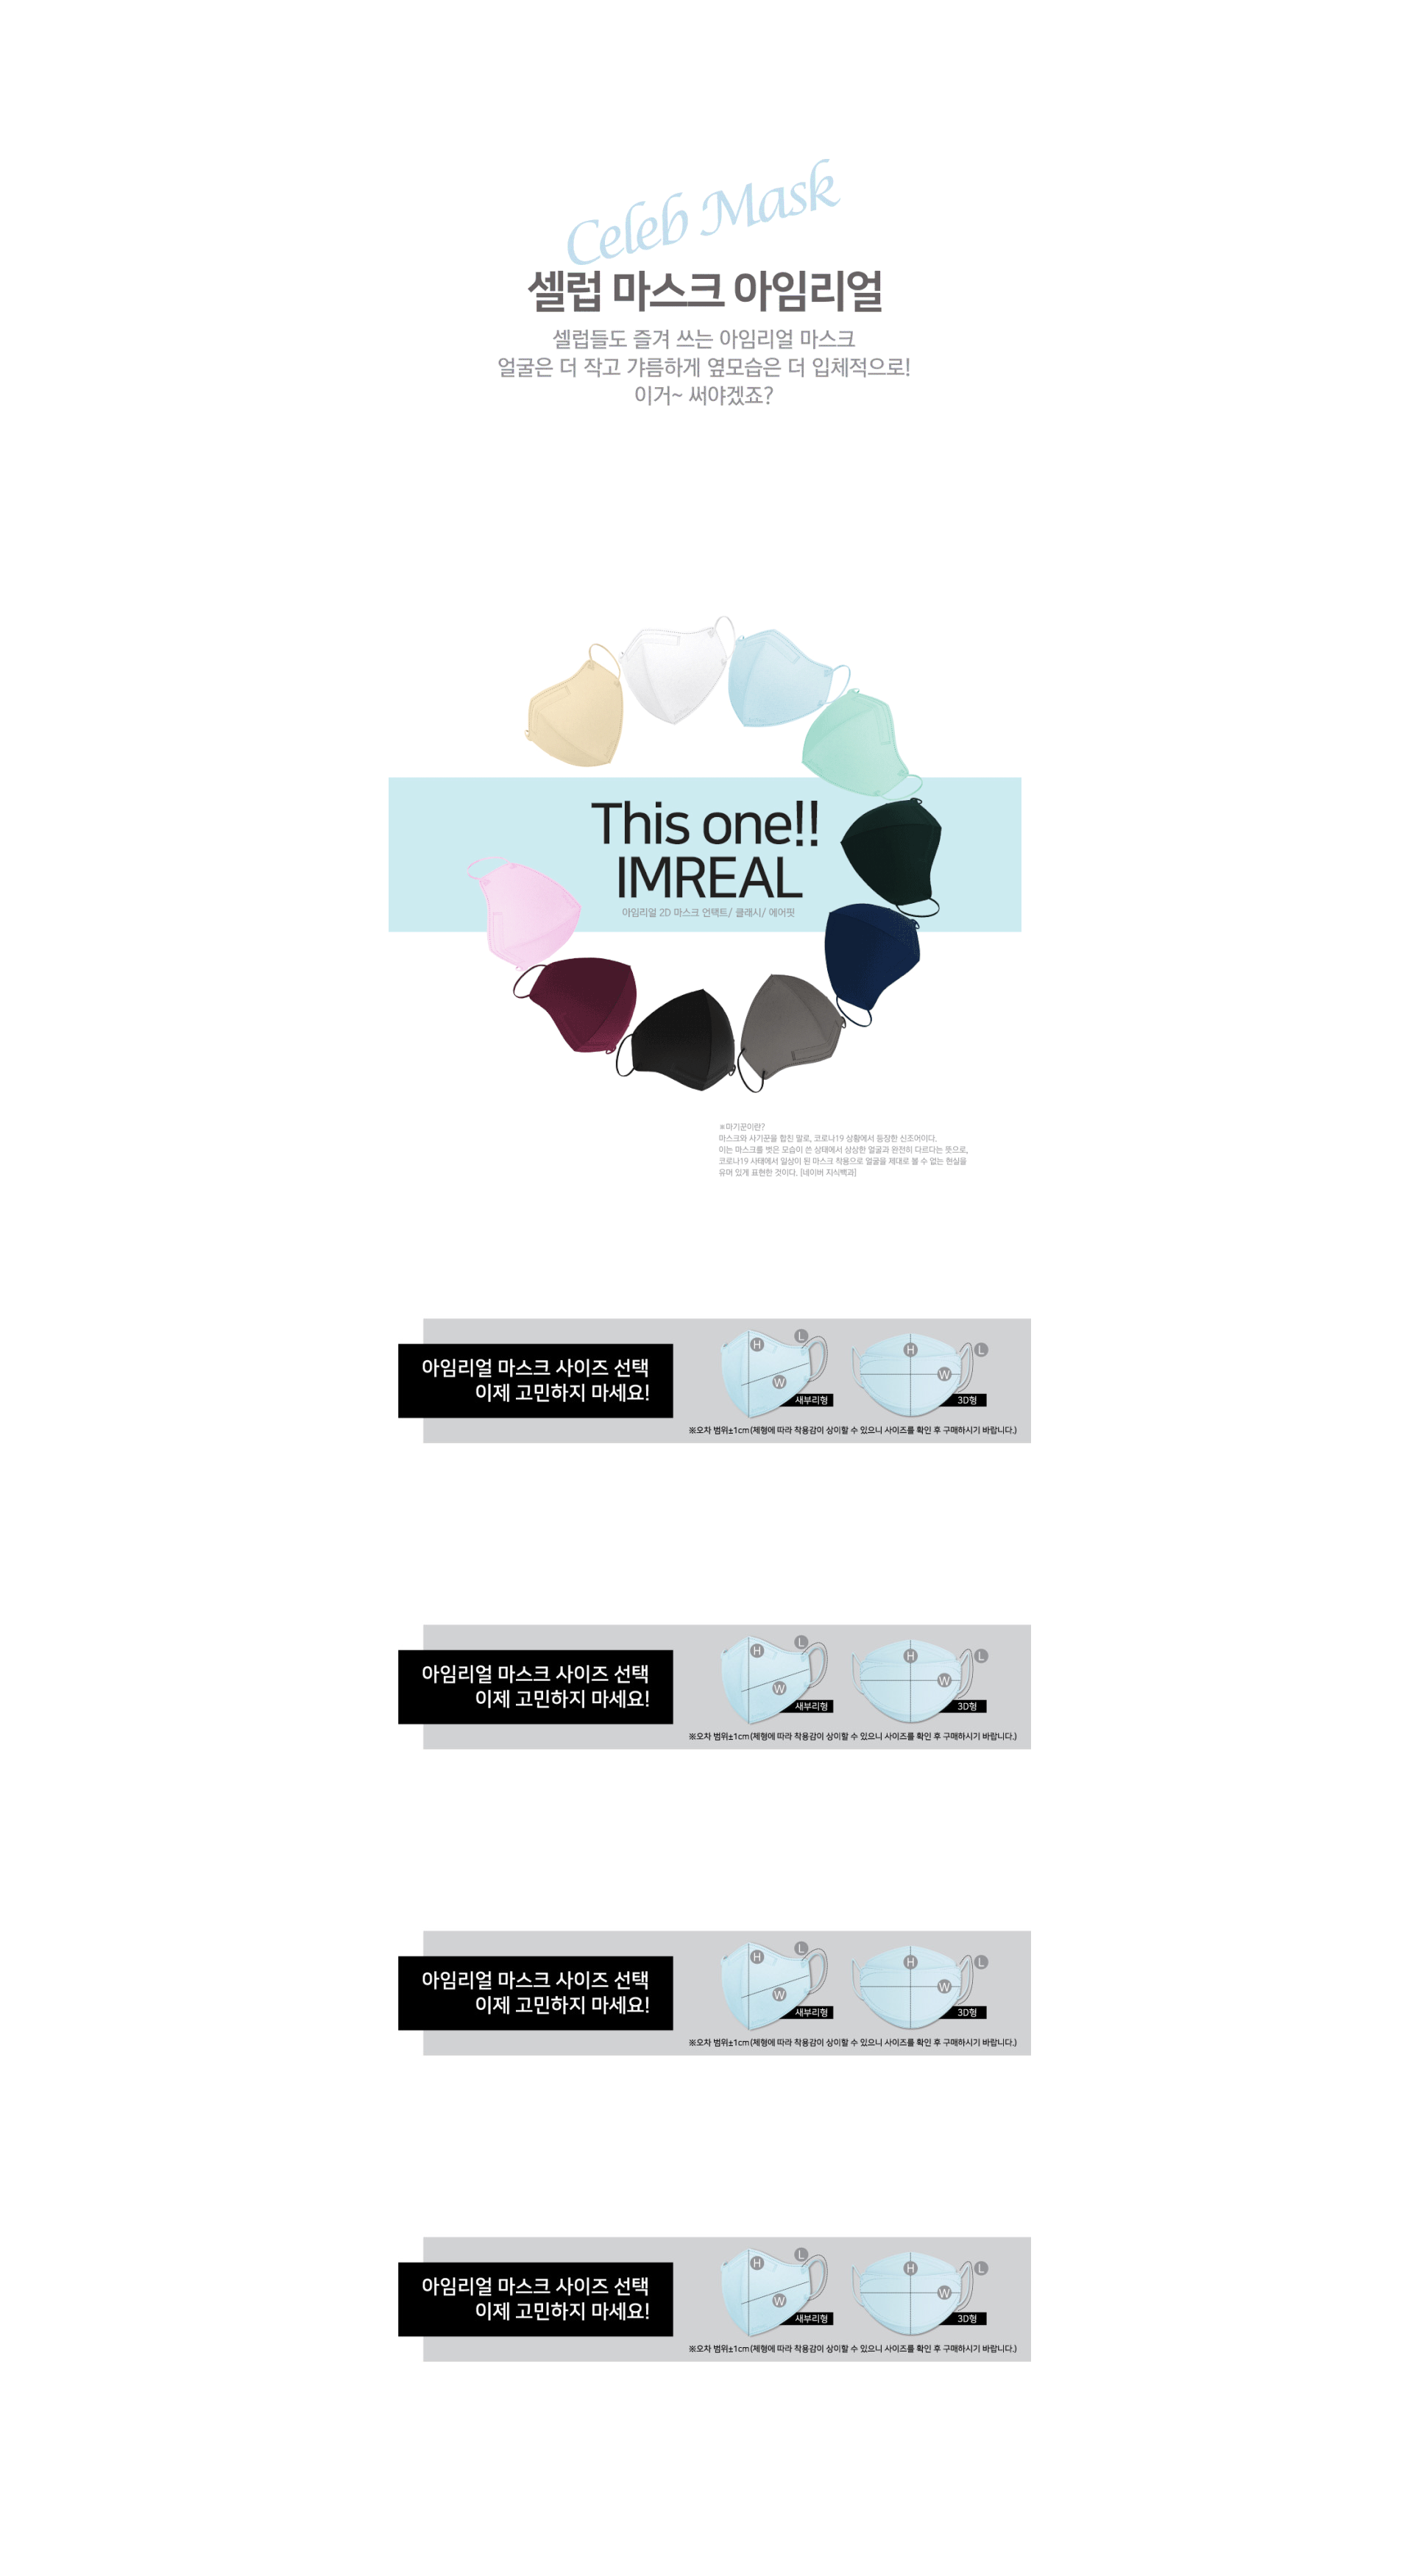 Celeb Mask
셀럽 마스크 아임리얼
셀럽들도 즐겨 쓰는 아임리얼 마스크
얼굴은 더 작고 갸름하게 옆모습은 더 입체적으로!
이거~ 써야겠죠?
This one!!
IMREAL
아임리얼 2D 마스크 언택트/ 클래시/ 에어핏
※마기꾼이란?
마스크와 사기꾼을 합친 말로, 코로나19 상황에서 등장한 신조어이다.
이는 마스크를 벗은 모습이 쓴 상태에서 상상한 얼굴과 완전히 다르다는 뜻으로,
코로나19 사태에서 일상이 된 마스크 착용으로 얼굴을 제대로 볼 수 없는 현실을
유머 있게 표현한 것이다. [네이버 지식백과]
아임리얼 마스크 사이즈 선택
이제 고민하지 마세요!
H L W 새부리형
H L W 3D형
※오차 범위±1cm(체형에 따라 착용감이 상이할 수 있으니 사이즈를 확인 후 구매하시기 바랍니다.)
아임리얼 마스크 사이즈 선택
이제 고민하지 마세요!
H L W 새부리형
H L W 3D형
※오차 범위±1cm(체형에 따라 착용감이 상이할 수 있으니 사이즈를 확인 후 구매하시기 바랍니다.)
아임리얼 마스크 사이즈 선택
이제 고민하지 마세요!
H L W 새부리형
H L W 3D형
※오차 범위±1cm(체형에 따라 착용감이 상이할 수 있으니 사이즈를 확인 후 구매하시기 바랍니다.)
아임리얼 마스크 사이즈 선택
이제 고민하지 마세요!
H L W 새부리형
H L W 3D형
※오차 범위±1cm(체형에 따라 착용감이 상이할 수 있으니 사이즈를 확인 후 구매하시기 바랍니다.)